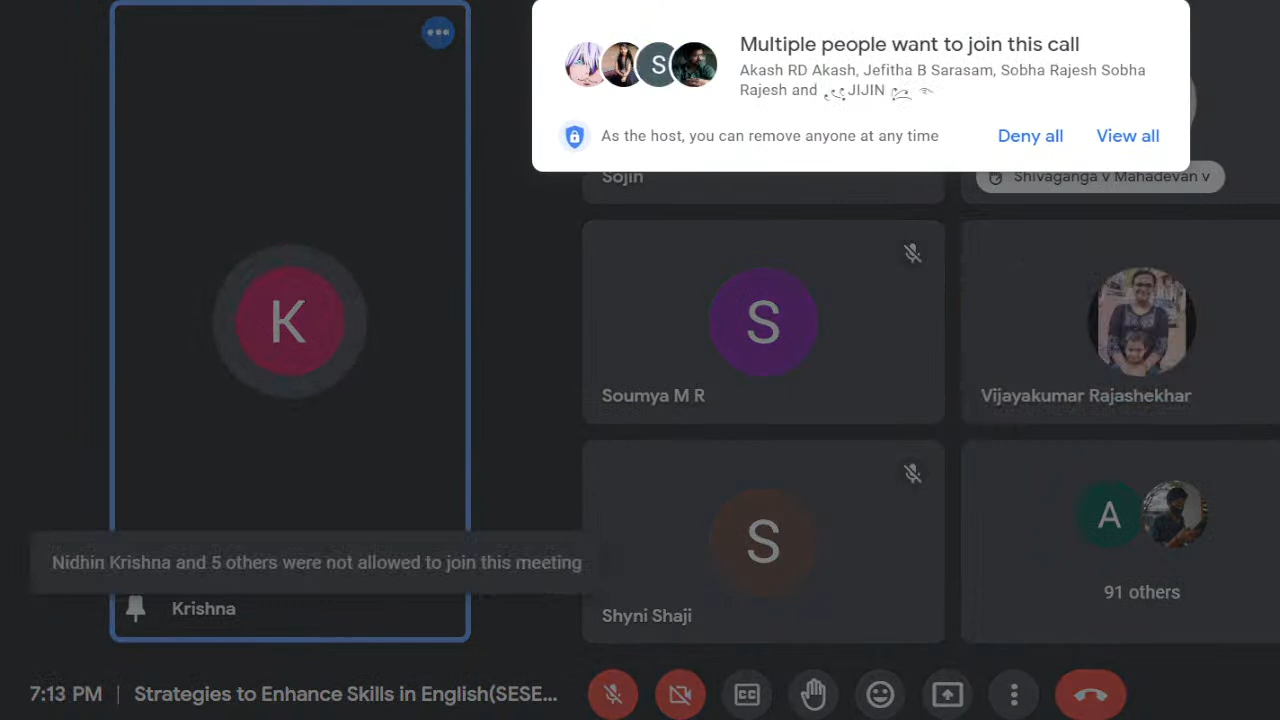 Multiple people want to join this call
Akash RD Akash, Jefitha B Sarasam, Sobha Rajesh Sobha
Rajesh and JIJIN
S
As the host, you can remove anyone at any time
Deny all
View all
Sojin
Shivaganga v Mahadevan v
K
S
Soumya M R
Vijayakumar Rajashekhar
Nidhin Krishna and 5 others were not allowed to join this meeting
Krishna
S
Shyni Shaji
A
91 others
7:13 PM | Strategies to Enhance Skills in English(SESE...
CC